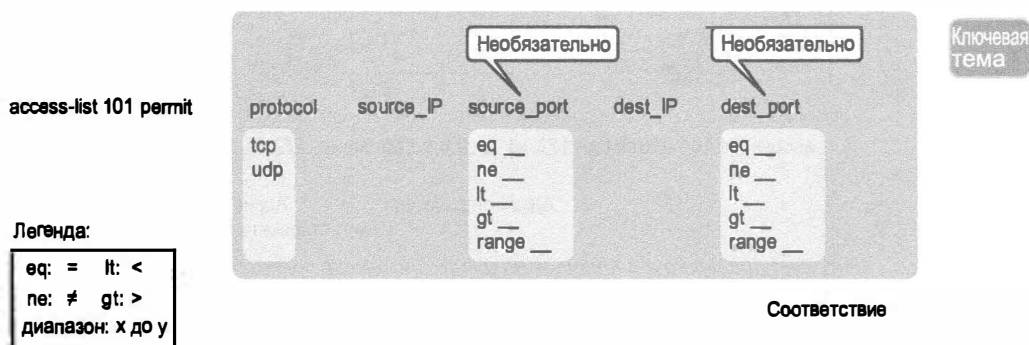 Необязательно Необязательно
Ключевая
тема
access-list 101 permit protocol source_IP source_port dest_IP dest_port
tcp eq __ eq __
udp ne __ ne __
lt __ lt __
gt __ gt __
range __ range __
Легенда:
eq: = lt: <
ne: ≠ gt: >
диапазон: x до y
Соответствие